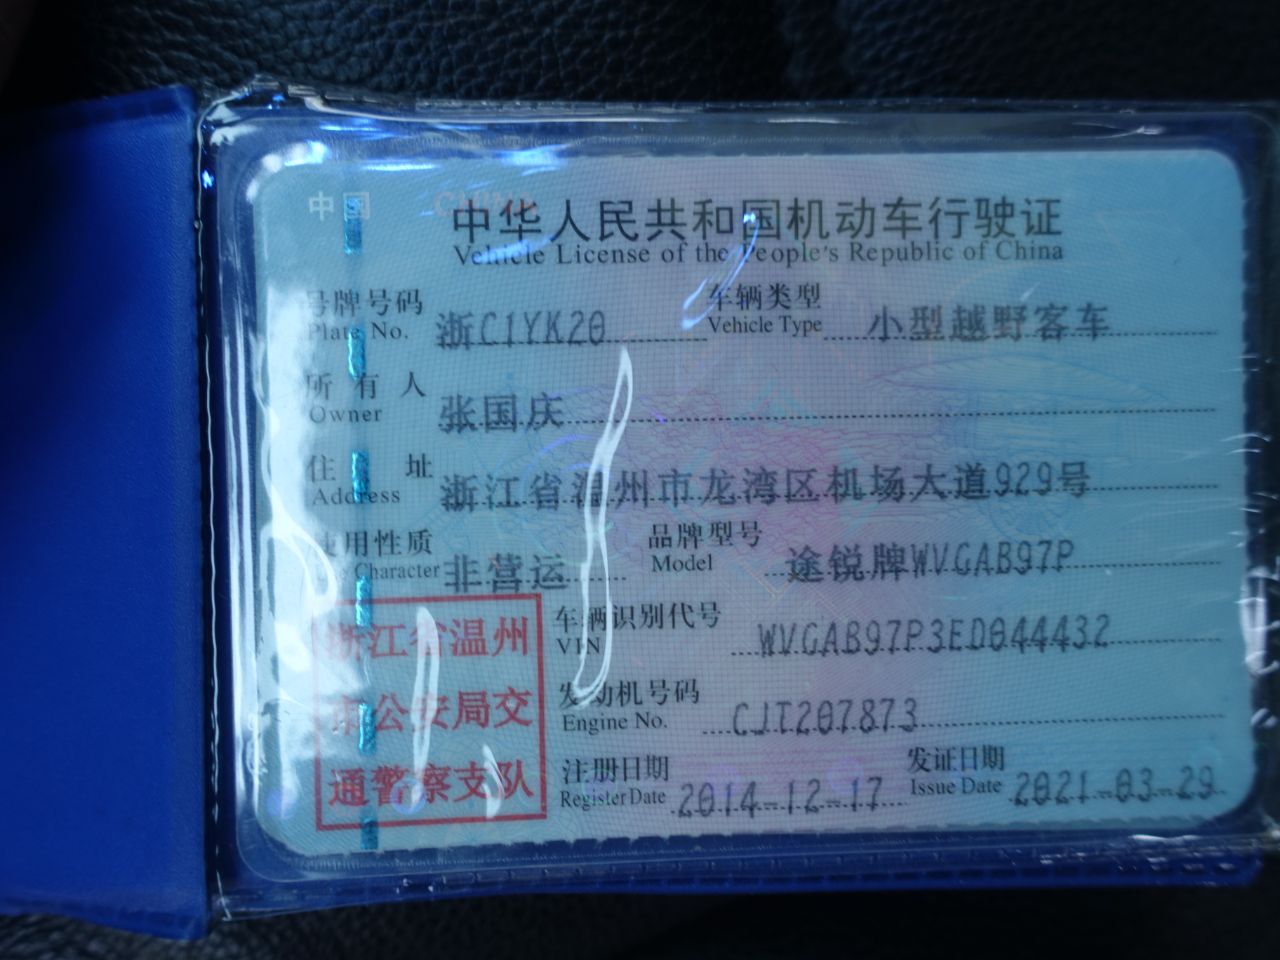 中国 CHINA
中华人民共和国机动车行驶证
Vehicle License of the People's Republic of China
号牌号码 浙C1YK20 车辆类型 小型越野客车
Plate No. Vehicle Type
所有人 张国庆
Owner
住址 浙江省温州市龙湾区机场大道929号
Address
使用性质 非营运 品牌型号 途锐牌WVGAB97P
Use Character Model
浙江省温州
市公安局交
通警察支队
车辆识别代号 WVGAB97P3ED044432
VIN
发动机号码 CJT207873
Engine No.
注册日期 2014-12-17 发证日期 2021-03-29
Register Date Issue Date